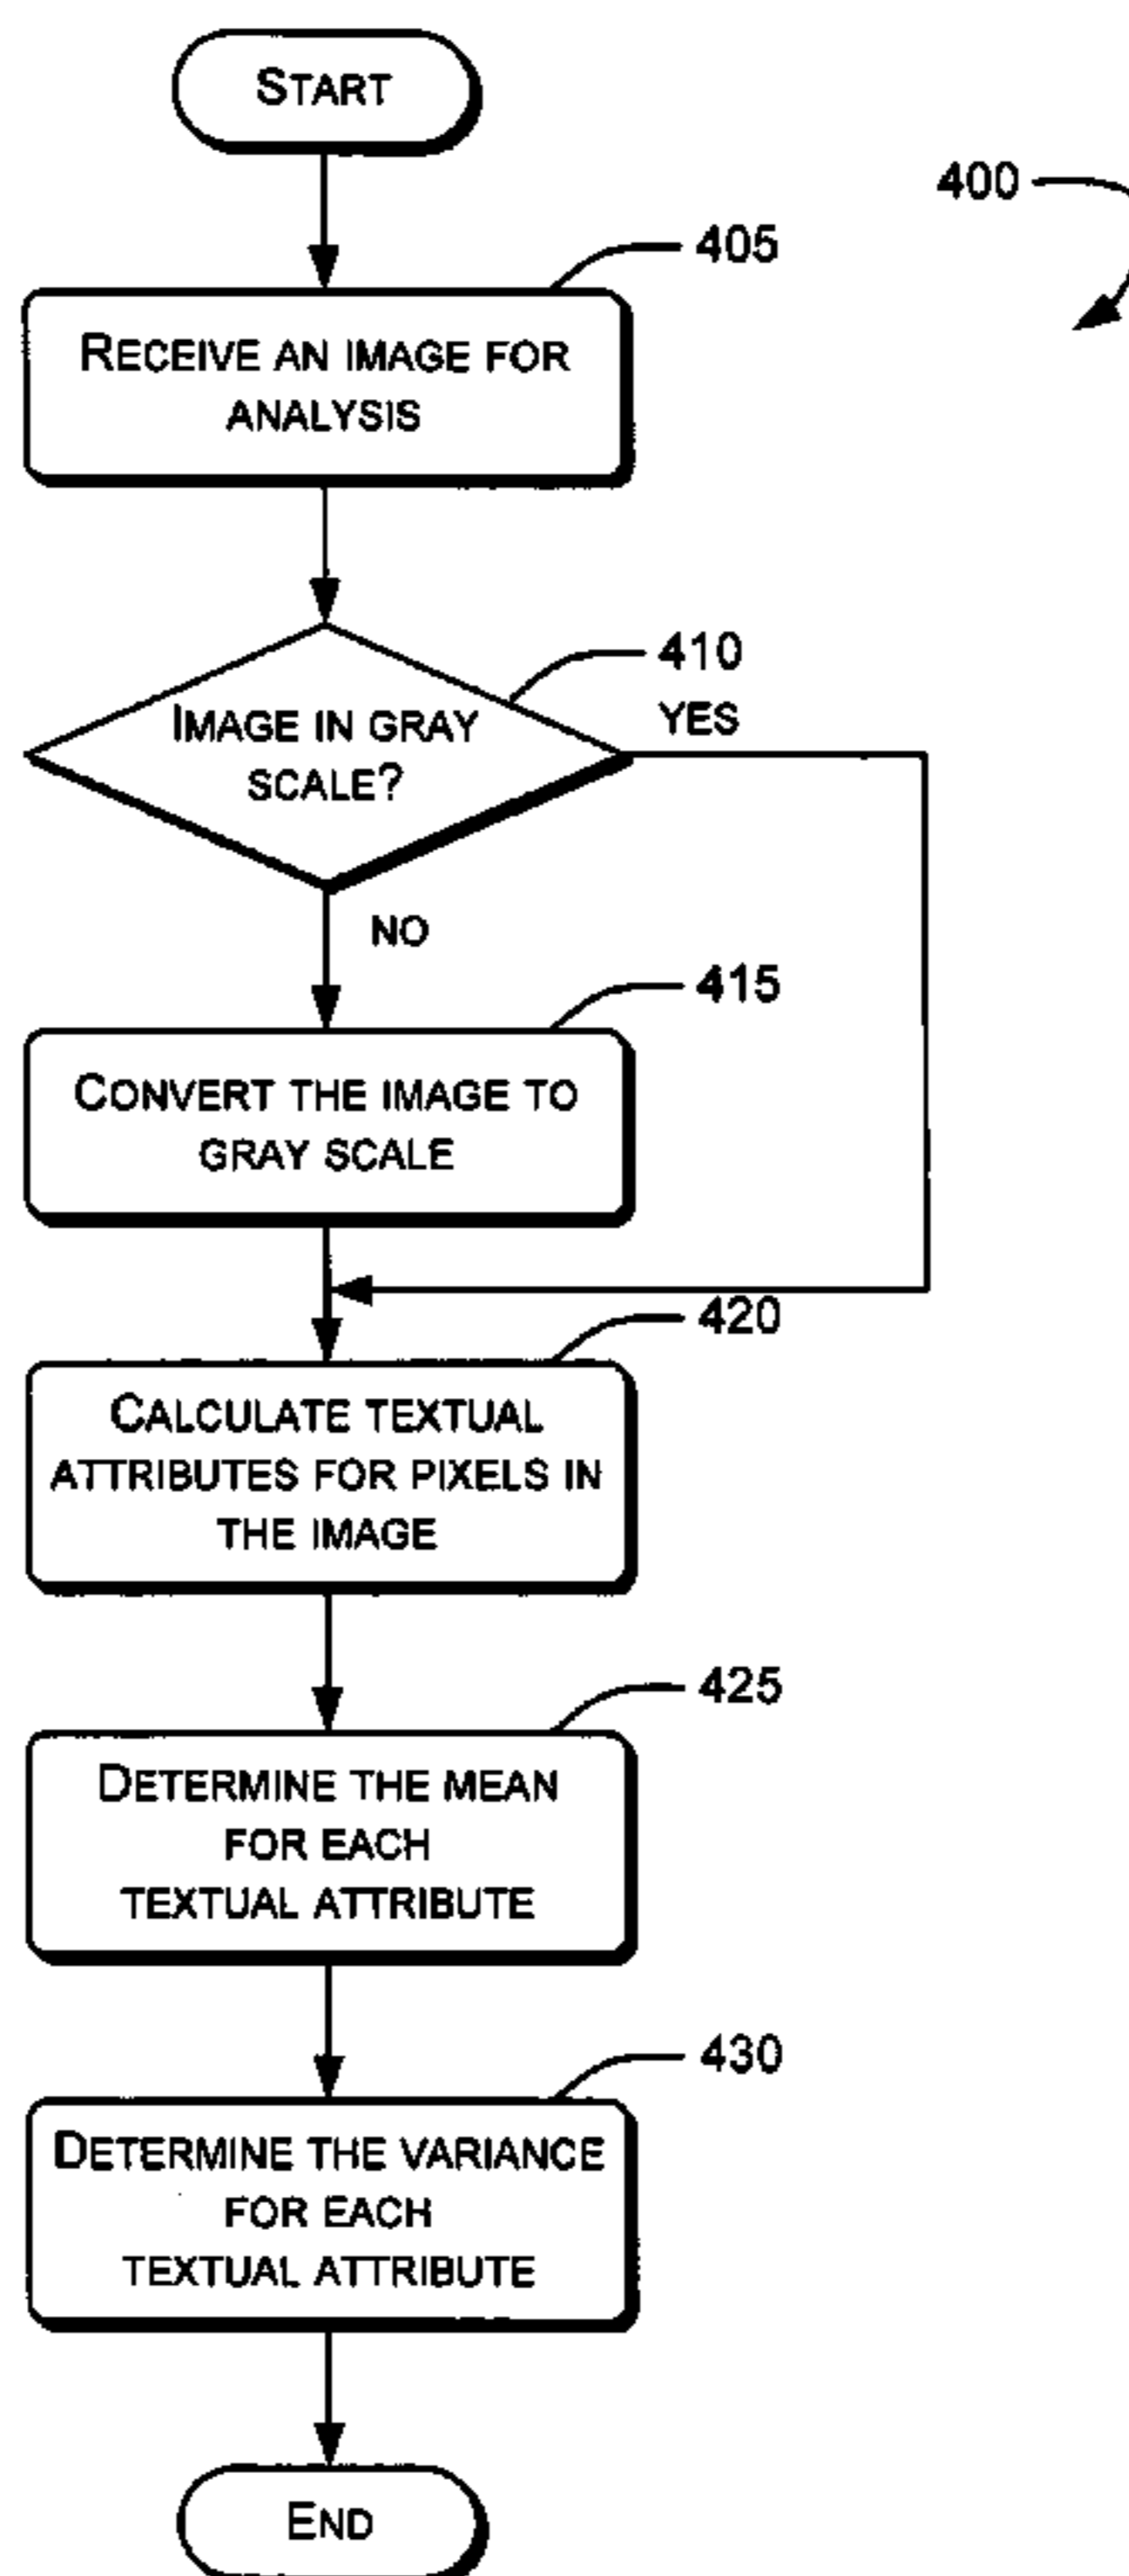 START
400
405
RECEIVE AN IMAGE FOR
ANALYSIS
410
YES
IMAGE IN GRAY
SCALE?
NO
415
CONVERT THE IMAGE TO
GRAY SCALE
420
CALCULATE TEXTUAL
ATTRIBUTES FOR PIXELS IN
THE IMAGE
425
DETERMINE THE MEAN
FOR EACH
TEXTUAL ATTRIBUTE
430
DETERMINE THE VARIANCE
FOR EACH
TEXTUAL ATTRIBUTE
END